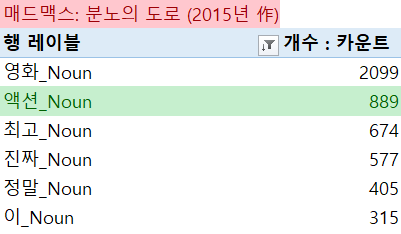 매드맥스: 분노의 도로 (2015년 作)
행 레이블 개수 : 카운트
영화_Noun 2099
액션_Noun 889
최고_Noun 674
진짜_Noun 577
정말_Noun 405
이_Noun 315